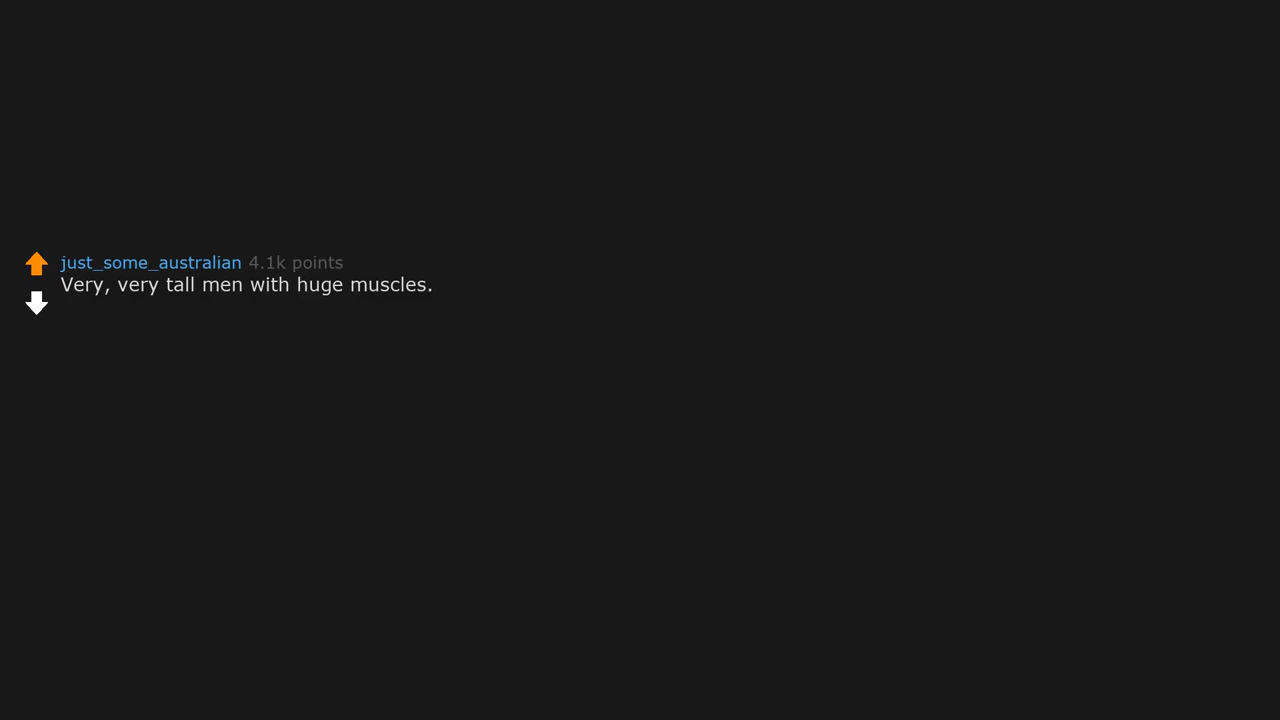 just_some_australian 4.1k points
Very, very tall men with huge muscles.